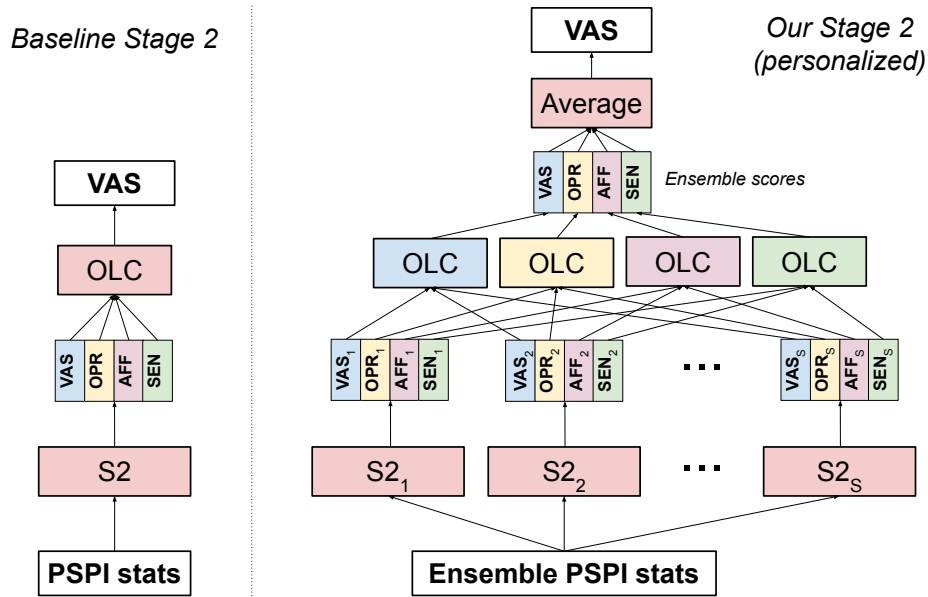 Baseline Stage 2
VAS
OLC
VAS
OPR
AFF
SEN
S2
PSPI stats
Our Stage 2
(personalized)
VAS
Average
VAS
OPR
AFF
SEN
Ensemble scores
OLC
OLC
OLC
OLC
VAS₁
OPR₁
AFF₁
SEN₁
VAS₂
OPR₂
AFF₂
SEN₂
...
VASₛ
OPRₛ
AFFₛ
SENₛ
S2₁
S2₂
...
S2ₛ
Ensemble PSPI stats